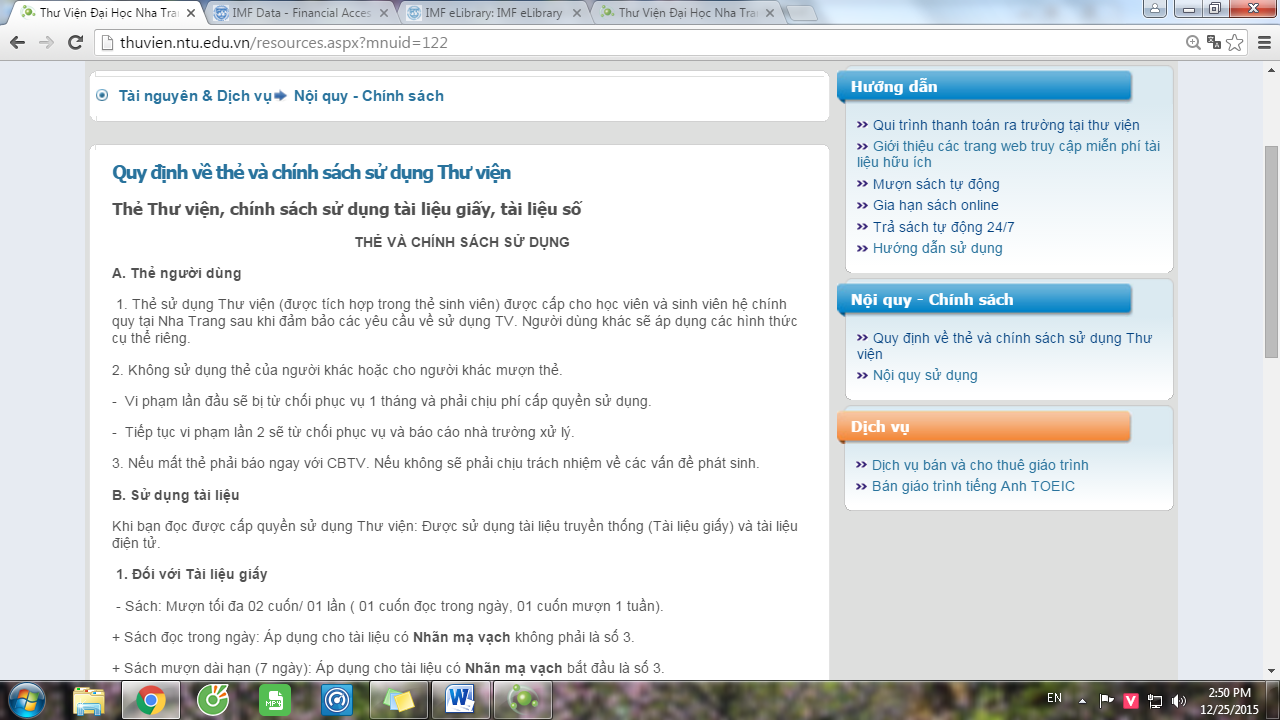 Thư Viện Đại Học Nha Tran
IMF Data - Financial Acces
IMF eLibrary: IMF eLibrary
Thư Viện Đại Học Nha Tran
thuvien.ntu.edu.vn/resources.aspx?mnuid=122
Tài nguyên & Dịch vụ Nội quy - Chính sách
Quy định về thẻ và chính sách sử dụng Thư viện
Thẻ Thư viện, chính sách sử dụng tài liệu giấy, tài liệu số
THẺ VÀ CHÍNH SÁCH SỬ DỤNG
A. Thẻ người dùng
1. Thẻ sử dụng Thư viện (được tích hợp trong thẻ sinh viên) được cấp cho học viên và sinh viên hệ chính
quy tại Nha Trang sau khi đảm bảo các yêu cầu về sử dụng TV. Người dùng khác sẽ áp dụng các hình thức
cụ thể riêng.
2. Không sử dụng thẻ của người khác hoặc cho người khác mượn thẻ.
- Vi phạm lần đầu sẽ bị từ chối phục vụ 1 tháng và phải chịu phí cấp quyền sử dụng.
- Tiếp tục vi phạm lần 2 sẽ từ chối phục vụ và báo cáo nhà trường xử lý.
3. Nếu mất thẻ phải báo ngay với CBTV. Nếu không sẽ phải chịu trách nhiệm về các vấn đề phát sinh.
B. Sử dụng tài liệu
Khi bạn đọc được cấp quyền sử dụng Thư viện: Được sử dụng tài liệu truyền thống (Tài liệu giấy) và tài liệu
điện tử.
1. Đối với Tài liệu giấy
- Sách: Mượn tối đa 02 cuốn/ 01 lần ( 01 cuốn đọc trong ngày, 01 cuốn mượn 1 tuần).
+ Sách đọc trong ngày: Áp dụng cho tài liệu có Nhãn mạ vạch không phải là số 3.
+ Sách mượn dài hạn (7 ngày): Áp dụng cho tài liệu có Nhãn mạ vạch bắt đầu là số 3.
Hướng dẫn
Qui trình thanh toán ra trường tại thư viện
Giới thiệu các trang web truy cập miễn phí tài
liệu hữu ích
Mượn sách tự động
Gia hạn sách online
Trả sách tự động 24/7
Hướng dẫn sử dụng
Nội quy - Chính sách
Quy định về thẻ và chính sách sử dụng Thư
viện
Nội quy sử dụng
Dịch vụ
Dịch vụ bán và cho thuê giáo trình
Bán giáo trình tiếng Anh TOEIC
MP4
W
EN
V
2:50 PM
12/25/2015